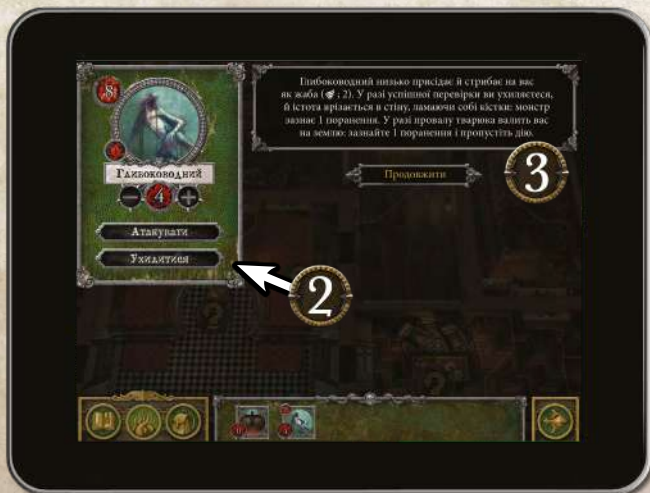 8
Глибоководний
4
Атакувати
Ухилитися
Глибоководний низько присідає й стрибає на вас
як жаба ( ; 2). У разі успішної перевірки ви ухиляєтеся,
й істота врізається в стіну, ламаючи собі кістки: монстр
зазнає 1 поранення. У разі провалу тварюка валить вас
на землю: зазнайте 1 поранення і пропустіть дію.
Продовжити
3
2